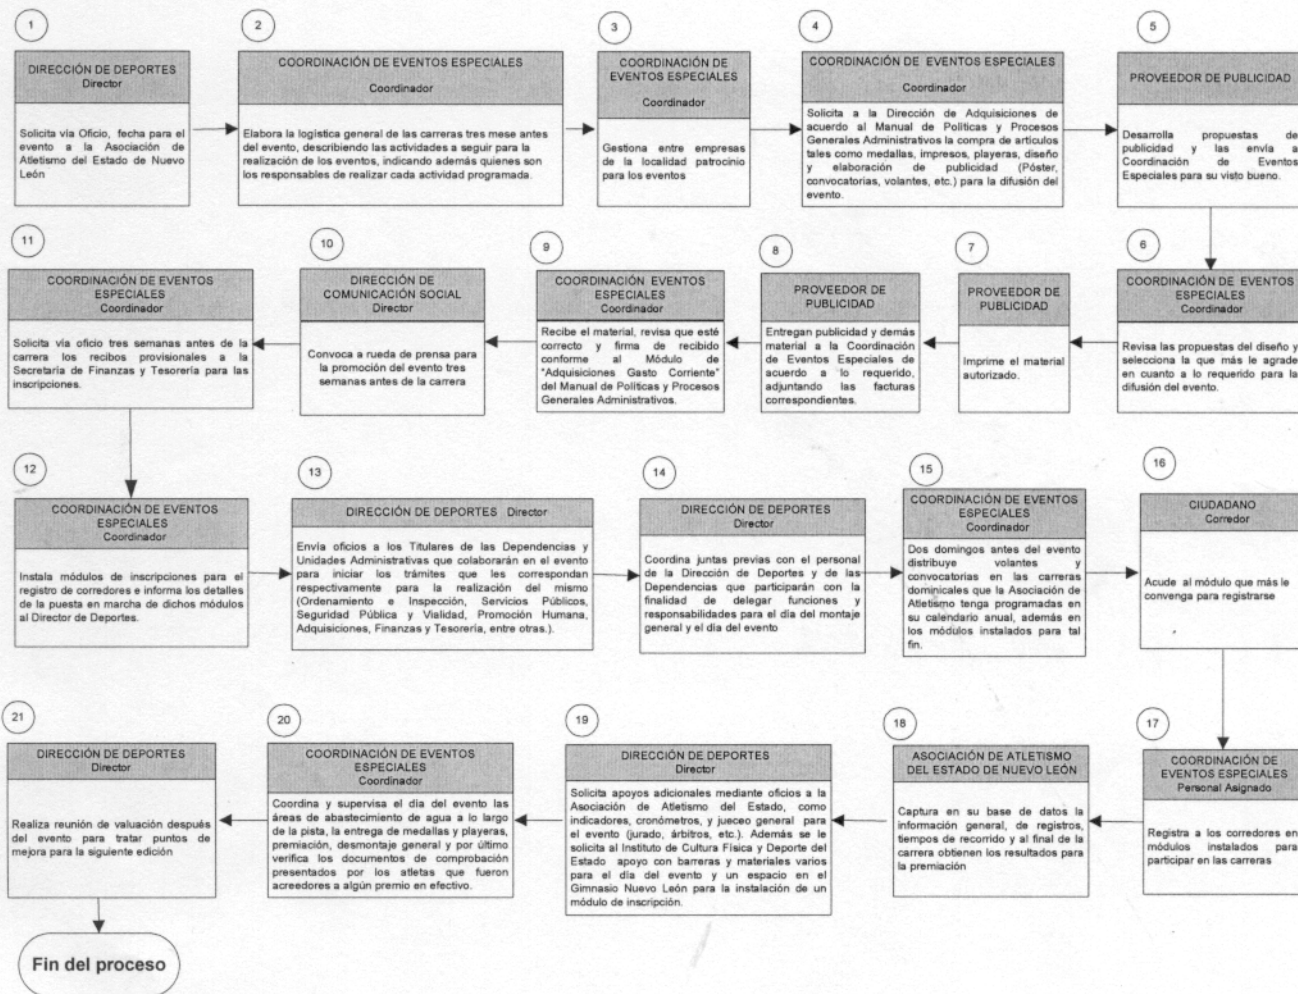 1
DIRECCIÓN DE DEPORTES
Director
Solicita vía Oficio, fecha para el
evento a la Asociación de
Atletismo del Estado de Nuevo
León
2
COORDINACIÓN DE EVENTOS ESPECIALES
Coordinador
Elabora la logística general de las carreras tres mese antes
del evento, describiendo las actividades a seguir para la
realización de los eventos, indicando además quienes son
los responsables de realizar cada actividad programada.
3
COORDINACIÓN DE
EVENTOS ESPECIALES
Coordinador
Gestiona entre empresas
de la localidad patrocinio
para los eventos
4
COORDINACIÓN DE EVENTOS ESPECIALES
Coordinador
Solicita a la Dirección de Adquisiciones de
acuerdo al Manual de Políticas y Procesos
Generales Administrativos la compra de artículos
tales como medallas, impresos, playeras, diseño
y elaboración de publicidad (Póster,
convocatorias, volantes, etc.) para la difusión del
evento.
5
PROVEEDOR DE PUBLICIDAD
Desarrolla propuestas de
publicidad y las envía a
Coordinación de Eventos
Especiales para su visto bueno.
6
COORDINACIÓN DE EVENTOS
ESPECIALES
Coordinador
Revisa las propuestas del diseño y
selecciona la que más le agrade
en cuanto a lo requerido para la
difusión del evento.
7
PROVEEDOR DE
PUBLICIDAD
Imprime el material
autorizado.
8
PROVEEDOR DE
PUBLICIDAD
Entregan publicidad y demás
material a la Coordinación
de Eventos Especiales de
acuerdo a lo requerido,
adjuntando las facturas
correspondientes.
9
COORDINACIÓN EVENTOS
ESPECIALES
Coordinador
Recibe el material, revisa que esté
correcto y firma de recibido
conforme al Módulo de
"Adquisiciones Gasto Corriente"
del Manual de Políticas y Procesos
Generales Administrativos.
10
DIRECCIÓN DE
COMUNICACIÓN SOCIAL
Director
Convoca a rueda de prensa para
la promoción del evento tres
semanas antes de la carrera
11
COORDINACIÓN DE EVENTOS
ESPECIALES
Coordinador
Solicita vía oficio tres semanas antes de la
carrera los recibos provisionales a la
Secretaría de Finanzas y Tesorería para las
inscripciones.
12
COORDINACIÓN DE EVENTOS
ESPECIALES
Coordinador
Instala módulos de inscripciones para el
registro de corredores e informa los detalles
de la puesta en marcha de dichos módulos
al Director de Deportes.
13
DIRECCIÓN DE DEPORTES Director
Envía oficios a los Titulares de las Dependencias y
Unidades Administrativas que colaborarán en el evento
para iniciar los trámites que les correspondan
respectivamente para la realización del mismo
(Ordenamiento e Inspección, Servicios Públicos,
Seguridad Pública y Vialidad, Promoción Humana,
Adquisiciones, Finanzas y Tesorería, entre otras.).
14
DIRECCIÓN DE DEPORTES
Director
Coordina juntas previas con el personal
de la Dirección de Deportes y de las
Dependencias que participarán con la
finalidad de delegar funciones y
responsabilidades para el día del montaje
general y el día del evento
15
COORDINACIÓN DE EVENTOS
ESPECIALES
Coordinador
Dos domingos antes del evento
distribuye volantes y
convocatorias en las carreras
dominicales que la Asociación de
Atletismo tenga programadas en
su calendario anual, además en
los módulos instalados para tal
fin.
16
CIUDADANO
Corredor
Acude al módulo que más le
convenga para registrarse
17
COORDINACIÓN DE
EVENTOS ESPECIALES
Personal Asignado
Registra a los corredores en
módulos instalados para
participar en las carreras
18
ASOCIACIÓN DE ATLETISMO
DEL ESTADO DE NUEVO LEÓN
Captura en su base de datos la
información general, de registros,
tiempos de recorrido y al final de la
carrera obtienen los resultados para
la premiación
19
DIRECCIÓN DE DEPORTES
Director
Solicita apoyos adicionales mediante oficios a la
Asociación de Atletismo del Estado, como
indicadores, cronómetros, y jueceo general para
el evento (jurado, árbitros, etc.). Además se le
solicita al Instituto de Cultura Física y Deporte del
Estado apoyo con barreras y materiales varios
para el día del evento y un espacio en el
Gimnasio Nuevo León para la instalación de un
módulo de inscripción.
20
COORDINACIÓN DE EVENTOS
ESPECIALES
Coordinador
Coordina y supervisa el día del evento las
áreas de abastecimiento de agua a lo largo
de la pista, la entrega de medallas y playeras,
premiación, desmontaje general y por último
verifica los documentos de comprobación
presentados por los atletas que fueron
acreedores a algún premio en efectivo.
21
DIRECCIÓN DE DEPORTES
Director
Realiza reunión de valuación después
del evento para tratar puntos de
mejora para la siguiente edición
Fin del proceso